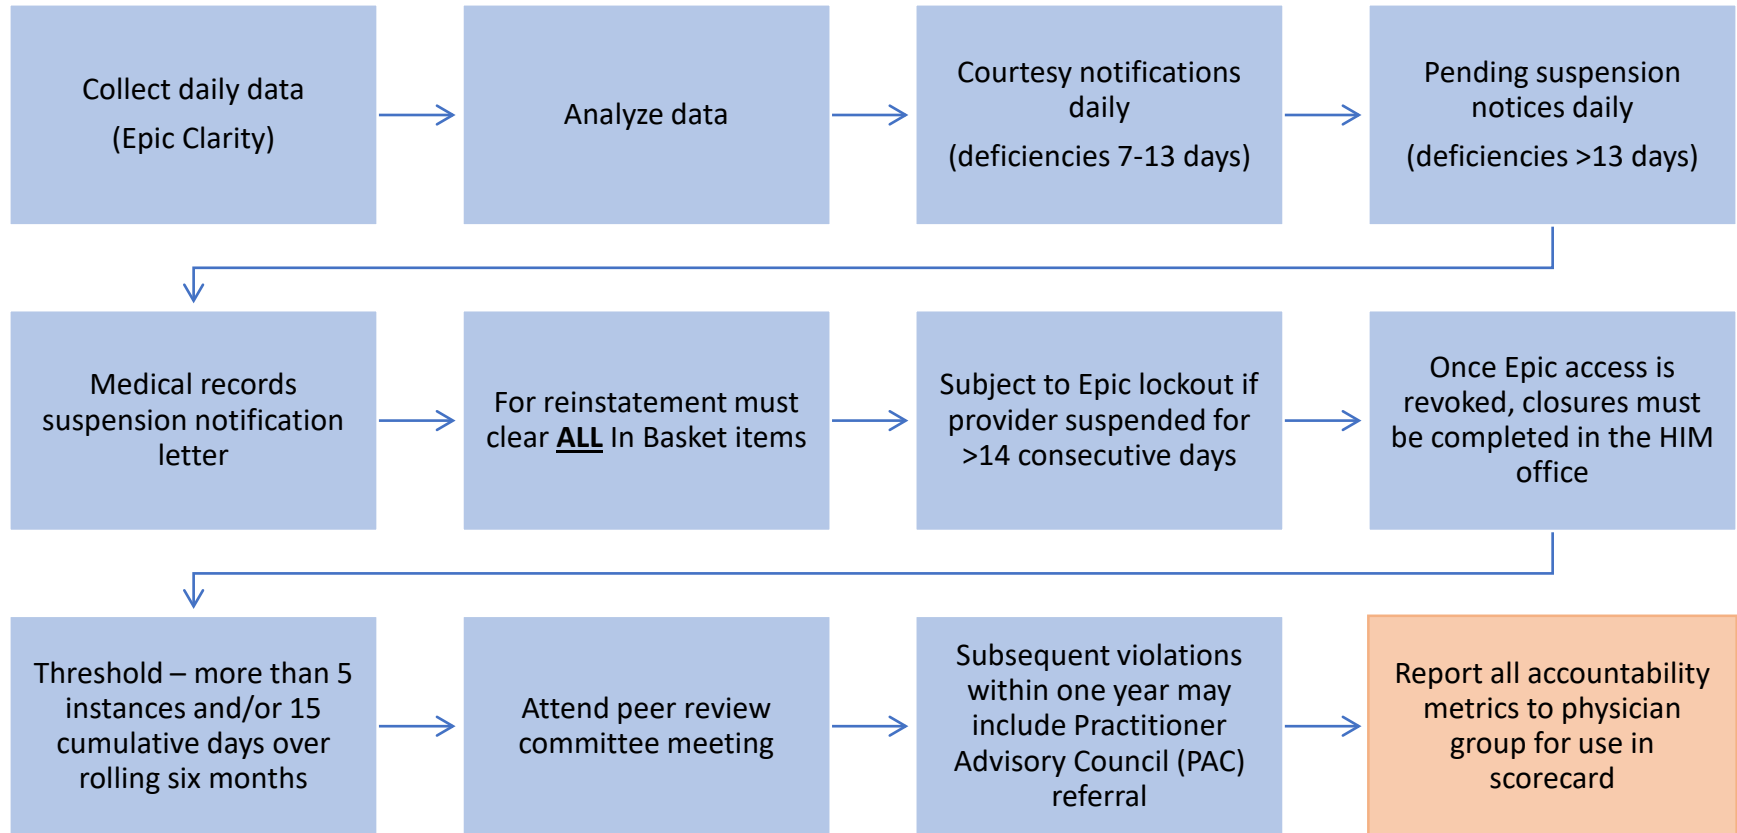 Collect daily data
(Epic Clarity)
Analyze data
Courtesy notifications
daily
(deficiencies 7-13 days)
Pending suspension
notices daily
(deficiencies >13 days)
Medical records
suspension notification
letter
For reinstatement must
clear ALL In Basket items
Subject to Epic lockout if
provider suspended for
>14 consecutive days
Once Epic access is
revoked, closures must
be completed in the HIM
office
Threshold – more than 5
instances and/or 15
cumulative days over
rolling six months
Attend peer review
committee meeting
Subsequent violations
within one year may
include Practitioner
Advisory Council (PAC)
referral
Report all accountability
metrics to physician
group for use in
scorecard